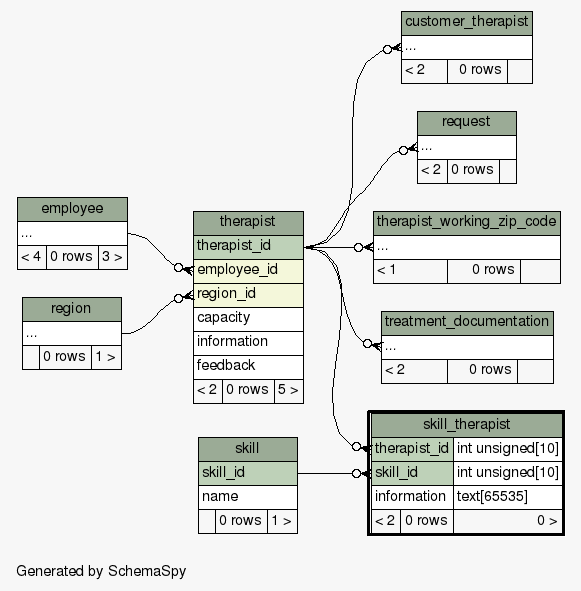 customer_therapist
...
< 2 0 rows
request
...
< 2 0 rows
employee
...
< 4 0 rows 3 >
therapist
therapist_id
employee_id
region_id
capacity
information
feedback
< 2 0 rows 5 >
therapist_working_zip_code
...
< 1 0 rows
region
...
0 rows 1 >
treatment_documentation
...
< 2 0 rows
skill_therapist
therapist_id int unsigned[10]
skill_id int unsigned[10]
information text[65535]
< 2 0 rows 0 >
skill
skill_id
name
0 rows 1 >
Generated by SchemaSpy